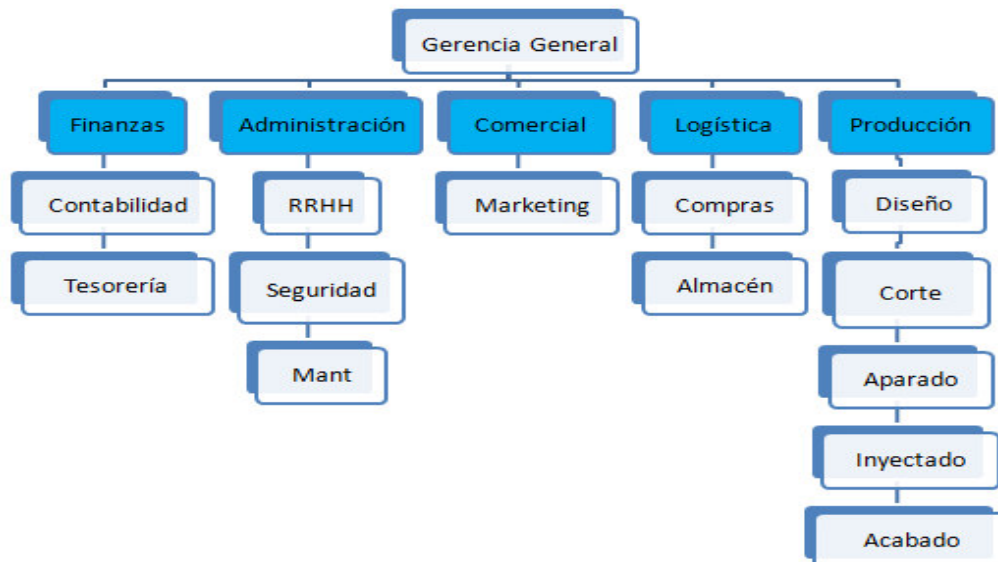 Gerencia General
Finanzas
Administración
Comercial
Logística
Producción
Contabilidad
RRHH
Marketing
Compras
Diseño
Tesorería
Seguridad
Almacén
Corte
Mant
Aparado
Inyectado
Acabado